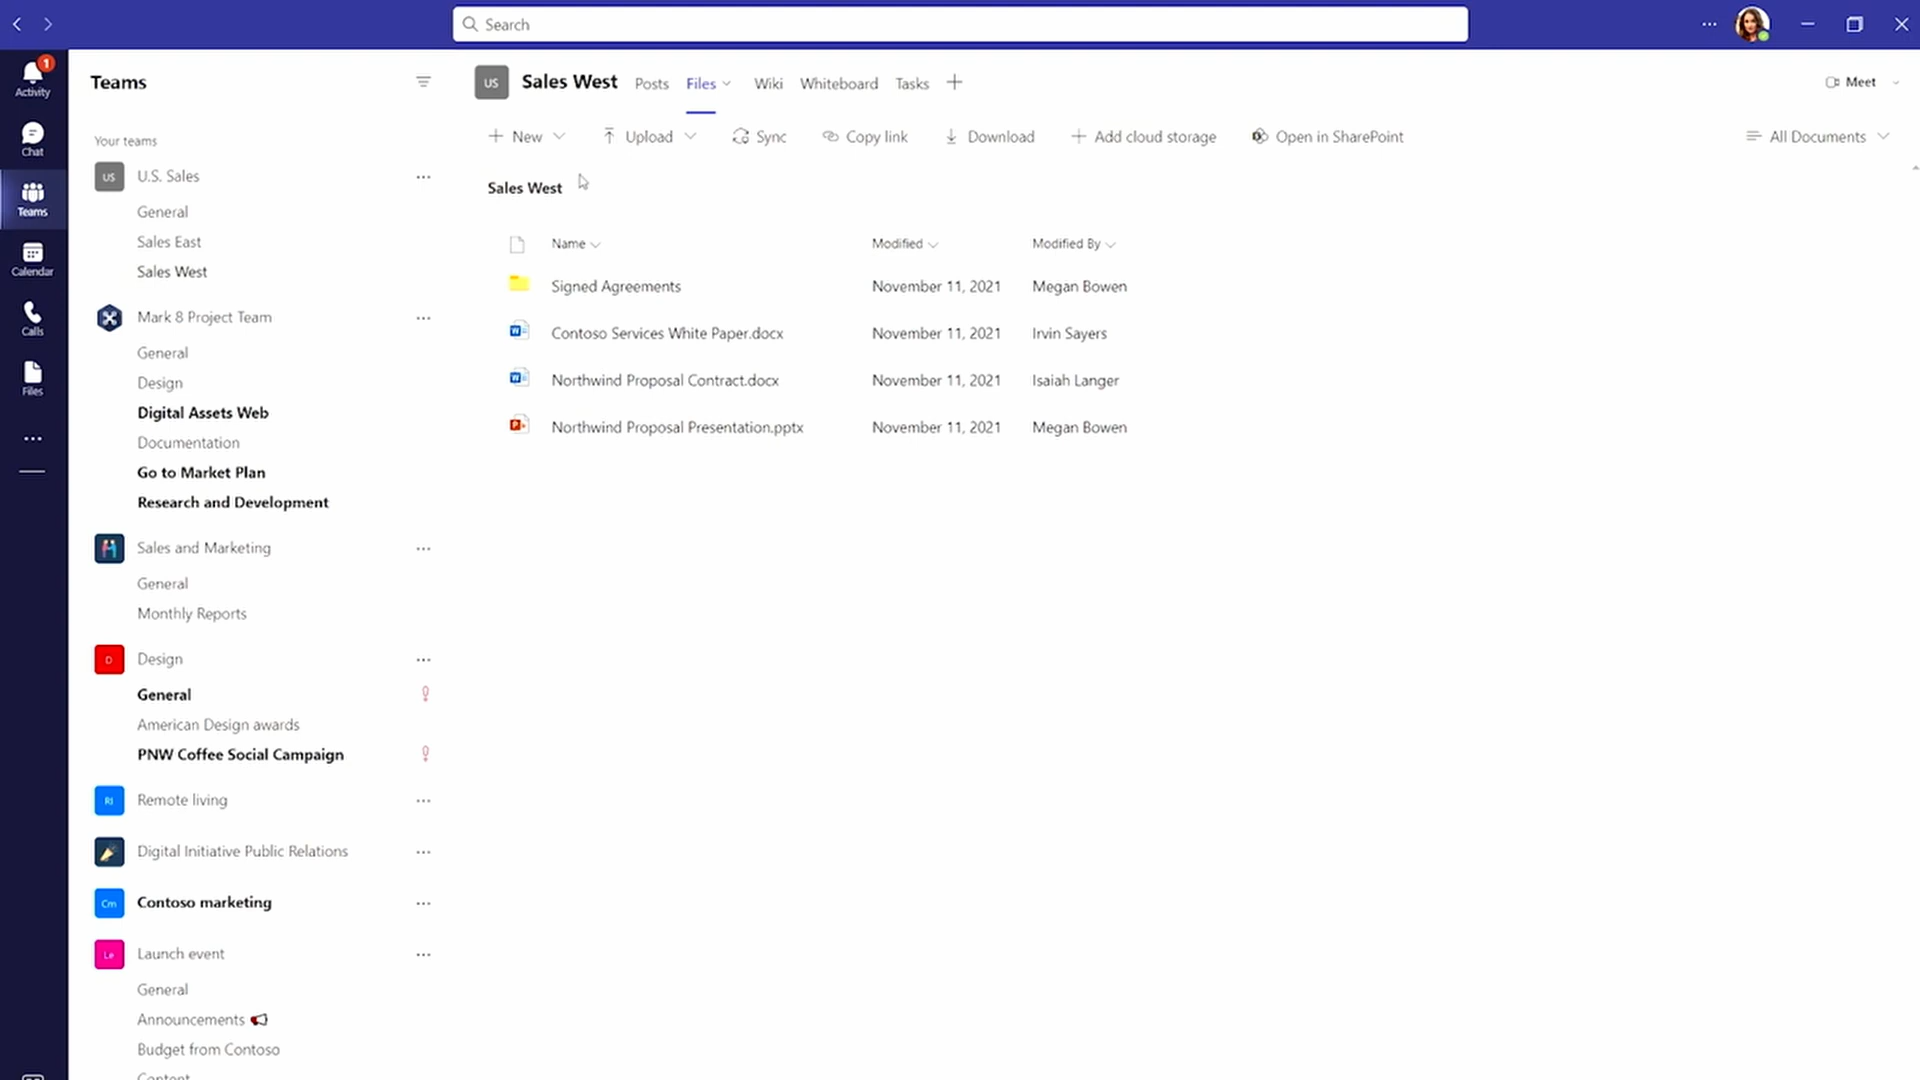 Search
1
Activity
Chat
Teams
Calendar
Calls
Files
Teams
Your teams
US U.S. Sales
General
Sales East
Sales West
Mark 8 Project Team
General
Design
Digital Assets Web
Documentation
Go to Market Plan
Research and Development
Sales and Marketing
General
Monthly Reports
D Design
General
American Design awards
PNW Coffee Social Campaign
Rl Remote living
Digital Initiative Public Relations
Cm Contoso marketing
Le Launch event
General
Announcements
Budget from Contoso
Content
US Sales West Posts Files Wiki Whiteboard Tasks Meet
New Upload Sync Copy link Download Add cloud storage Open in SharePoint All Documents
Sales West
Name Modified Modified By
Signed Agreements November 11, 2021 Megan Bowen
Contoso Services White Paper.docx November 11, 2021 Irvin Sayers
Northwind Proposal Contract.docx November 11, 2021 Isaiah Langer
Northwind Proposal Presentation.pptx November 11, 2021 Megan Bowen